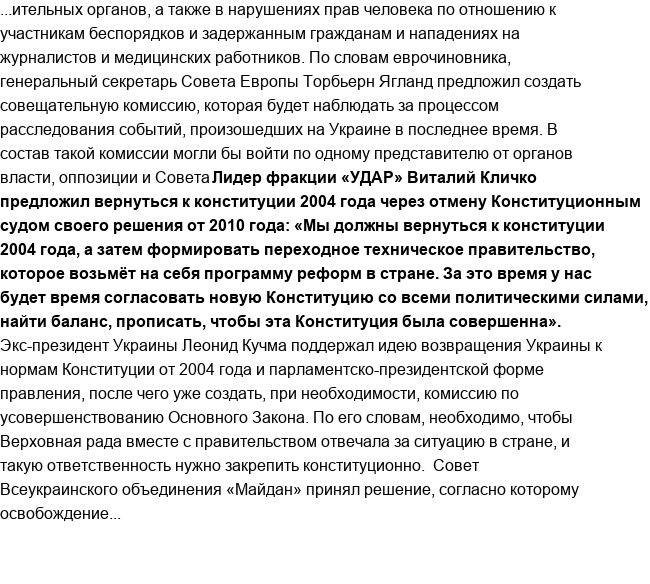 ...ительных органов, а также в нарушениях прав человека по отношению к
участникам беспорядков и задержанным гражданам и нападениях на
журналистов и медицинских работников. По словам еврочиновника,
генеральный секретарь Совета Европы Торбьерн Ягланд предложил создать
совещательную комиссию, которая будет наблюдать за процессом
расследования событий, произошедших на Украине в последнее время. В
состав такой комиссии могли бы войти по одному представителю от органов
власти, оппозиции и Совета Лидер фракции «УДАР» Виталий Кличко
предложил вернуться к конституции 2004 года через отмену Конституционным
судом своего решения от 2010 года: «Мы должны вернуться к конституции
2004 года, а затем формировать переходное техническое правительство,
которое возьмёт на себя программу реформ в стране. За это время у нас
будет время согласовать новую Конституцию со всеми политическими силами,
найти баланс, прописать, чтобы эта Конституция была совершенна».
Экс-президент Украины Леонид Кучма поддержал идею возвращения Украины к
нормам Конституции от 2004 года и парламентско-президентской форме
правления, после чего уже создать, при необходимости, комиссию по
усовершенствованию Основного Закона. По его словам, необходимо, чтобы
Верховная рада вместе с правительством отвечала за ситуацию в стране, и
такую ответственность нужно закрепить конституционно.  Совет
Всеукраинского объединения «Майдан» принял решение, согласно которому
освобождение...